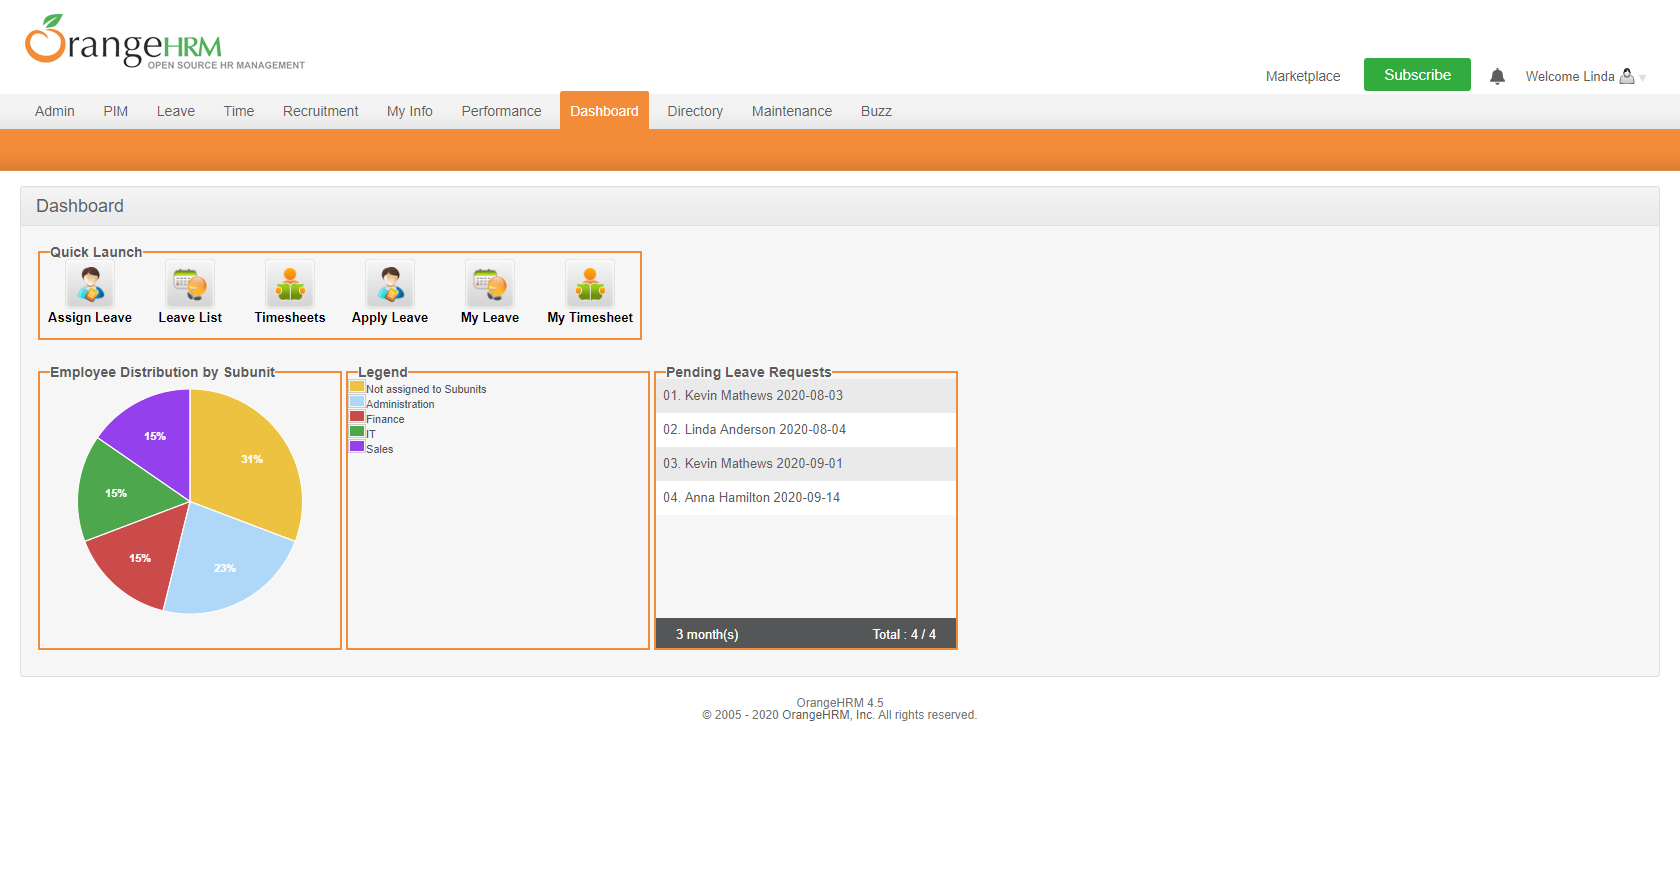 OrangeHRM
OPEN SOURCE HR MANAGEMENT
Marketplace Subscribe Welcome Linda
Admin PIM Leave Time Recruitment My Info Performance Dashboard Directory Maintenance Buzz
Dashboard
Quick Launch
Assign Leave Leave List Timesheets Apply Leave My Leave My Timesheet
Employee Distribution by Subunit
15%
31%
15%
15%
23%
Legend
Not assigned to Subunits
Administration
Finance
IT
Sales
Pending Leave Requests
01. Kevin Mathews 2020-08-03
02. Linda Anderson 2020-08-04
03. Kevin Mathews 2020-09-01
04. Anna Hamilton 2020-09-14
3 month(s) Total : 4 / 4
OrangeHRM 4.5
© 2005 - 2020 OrangeHRM, Inc. All rights reserved.